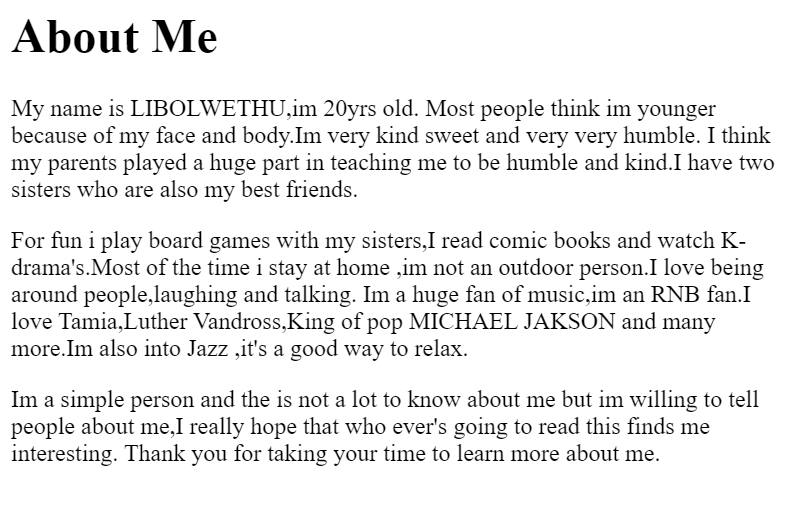 About Me
My name is LIBOLWETHU,im 20yrs old. Most people think im younger
because of my face and body.Im very kind sweet and very very humble. I think
my parents played a huge part in teaching me to be humble and kind.I have two
sisters who are also my best friends.
For fun i play board games with my sisters,I read comic books and watch K-
drama's.Most of the time i stay at home ,im not an outdoor person.I love being
around people,laughing and talking. Im a huge fan of music,im an RNB fan.I
love Tamia,Luther Vandross,King of pop MICHAEL JAKSON and many
more.Im also into Jazz ,it's a good way to relax.
Im a simple person and the is not a lot to know about me but im willing to tell
people about me,I really hope that who ever's going to read this finds me
interesting. Thank you for taking your time to learn more about me.